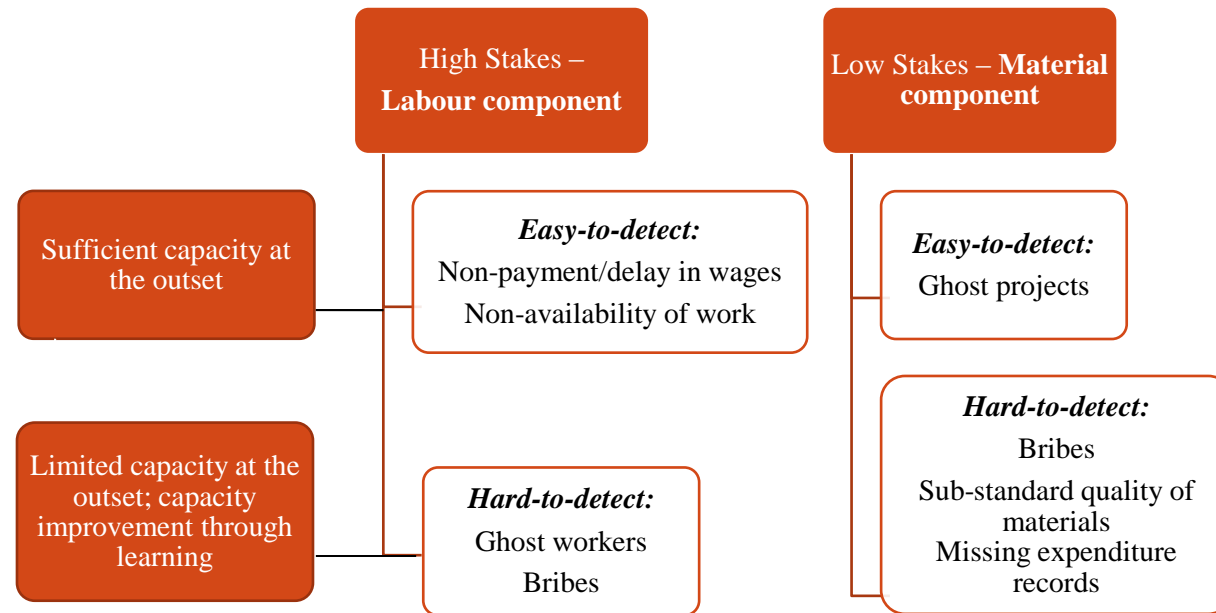 High Stakes –
Labour component
Low Stakes – Material
component
Sufficient capacity at
the outset
Easy-to-detect:
Non-payment/delay in wages
Non-availability of work
Easy-to-detect:
Ghost projects
Limited capacity at the
outset; capacity
improvement through
learning
Hard-to-detect:
Ghost workers
Bribes
Hard-to-detect:
Bribes
Sub-standard quality of
materials
Missing expenditure
records